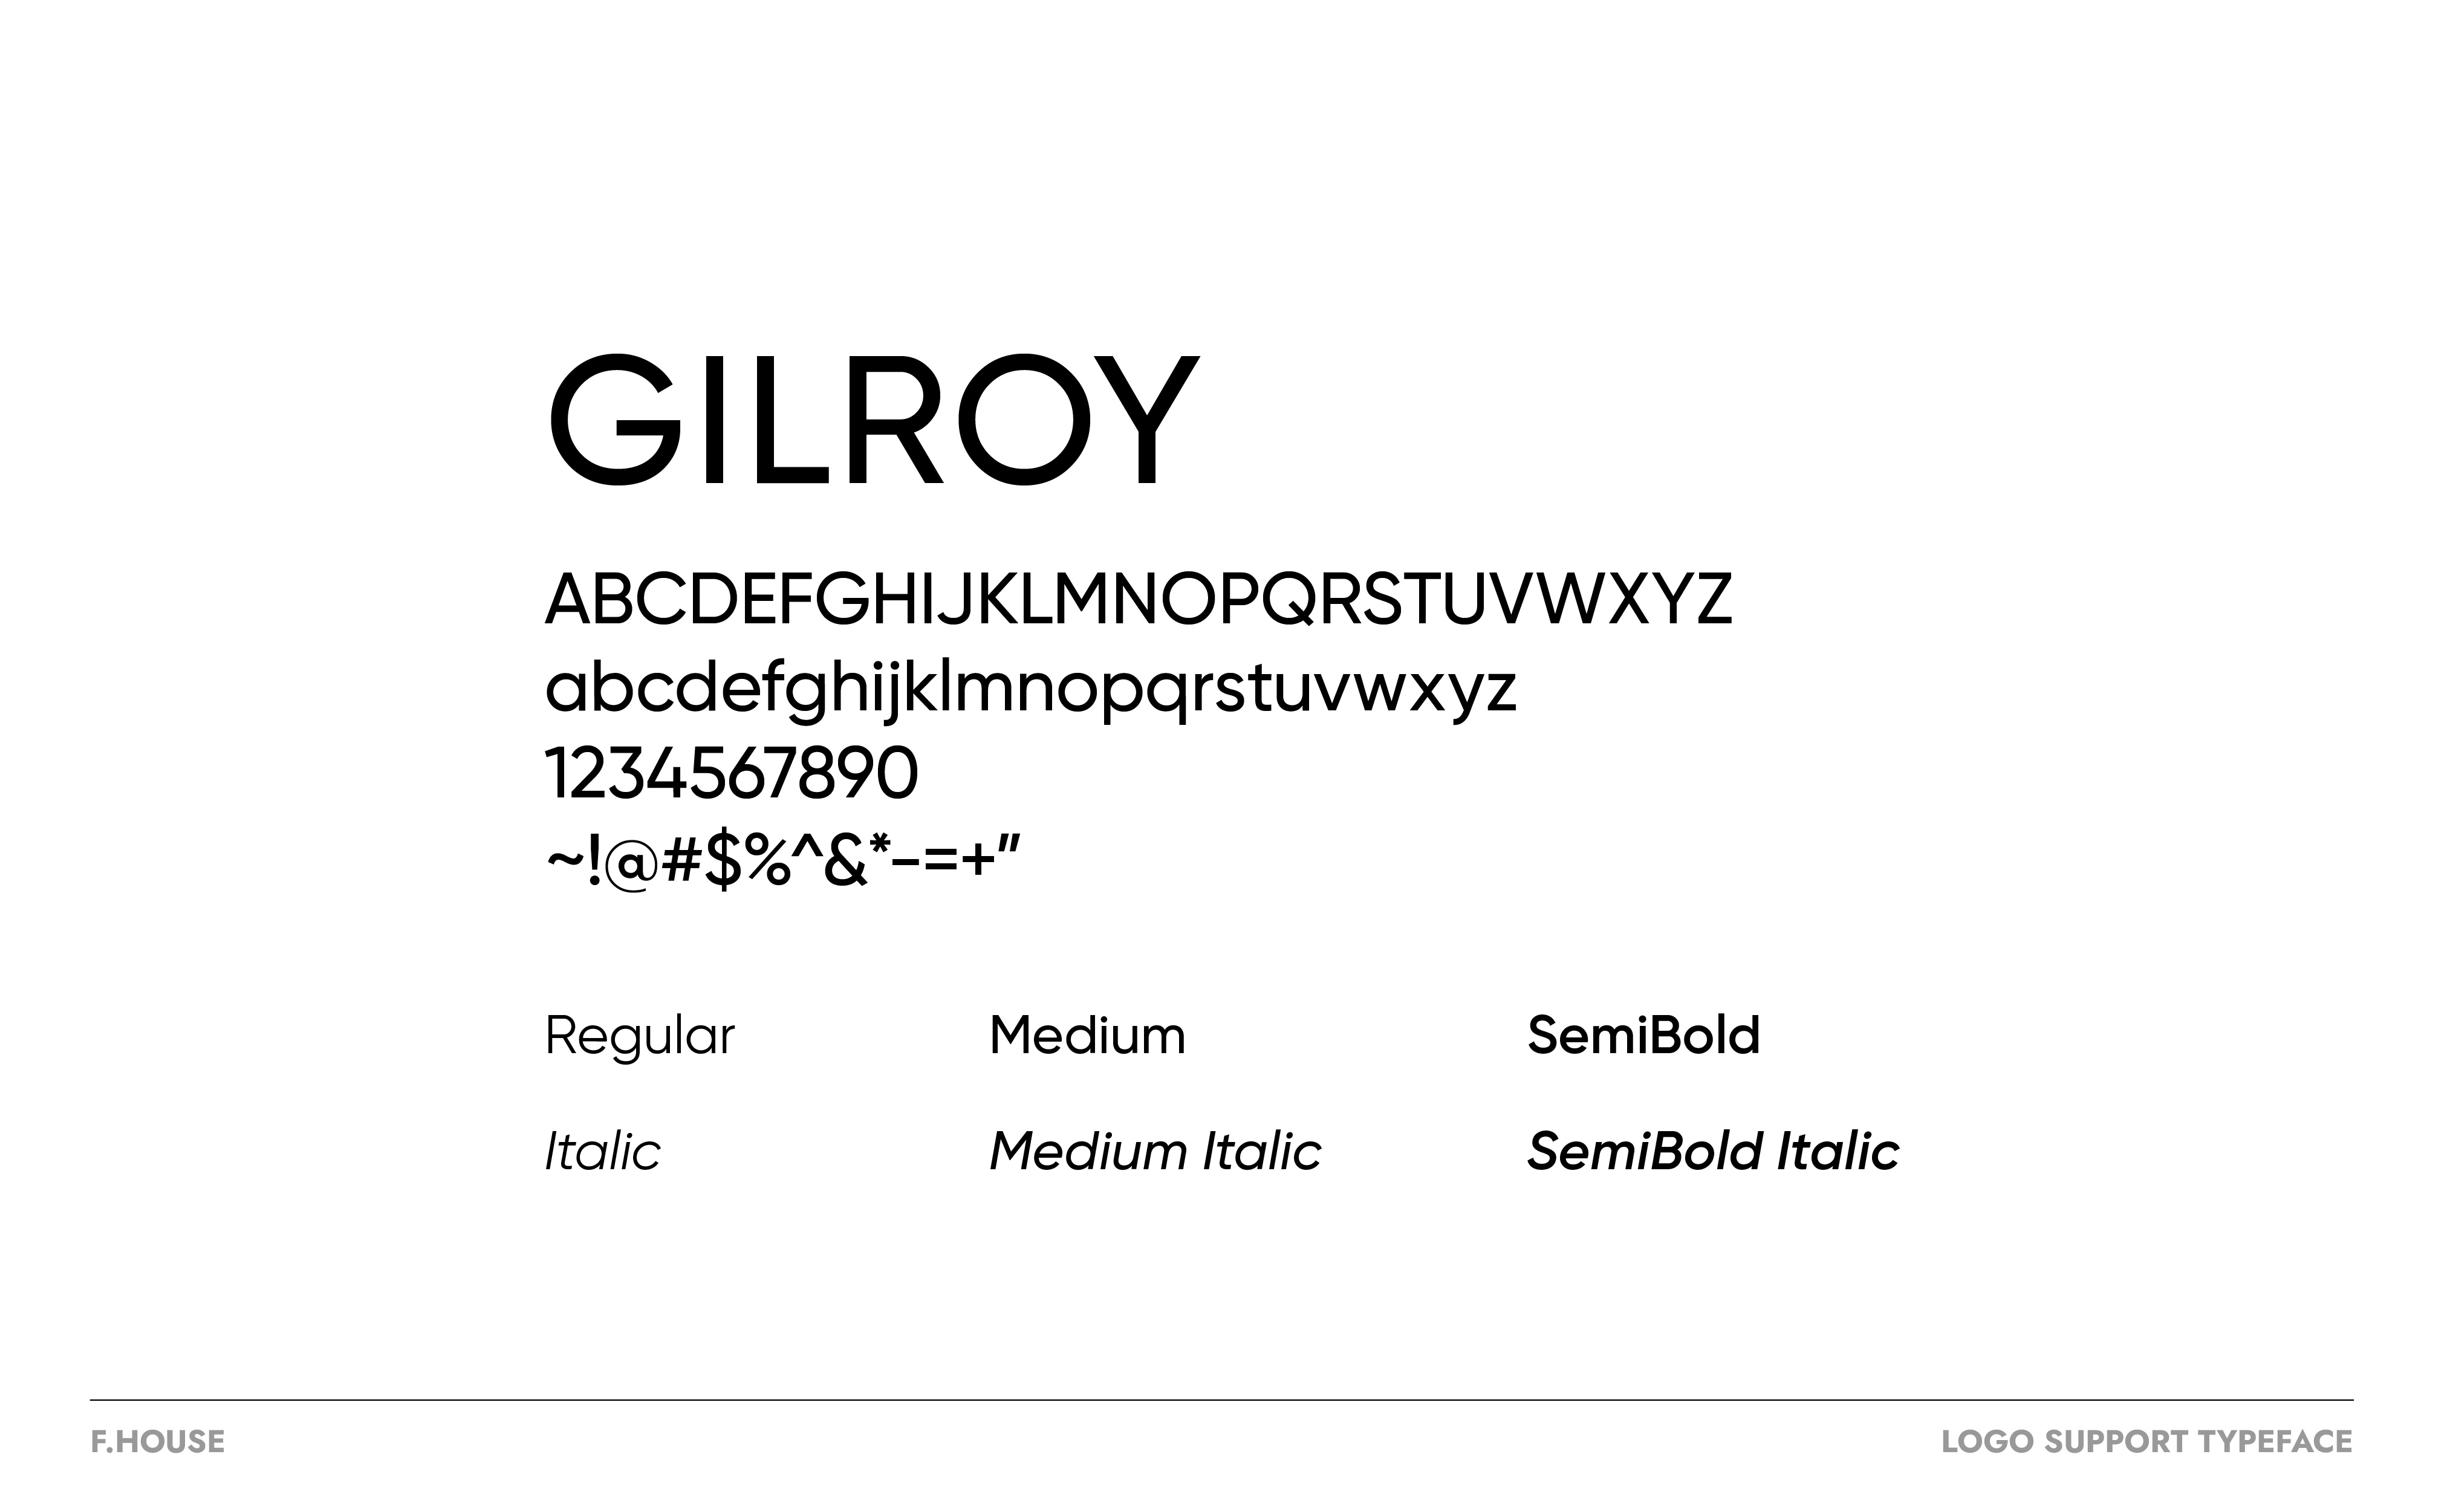 GILROY
ABCDEFGHIJKLMNOPQRSTUVWXYZ
abcdefghijklmnopqrstuvwxyz
1234567890
~!@#$%^&*-=+"
Regular Medium SemiBold
Italic Medium Italic SemiBold Italic
F.HOUSE LOGO SUPPORT TYPEFACE